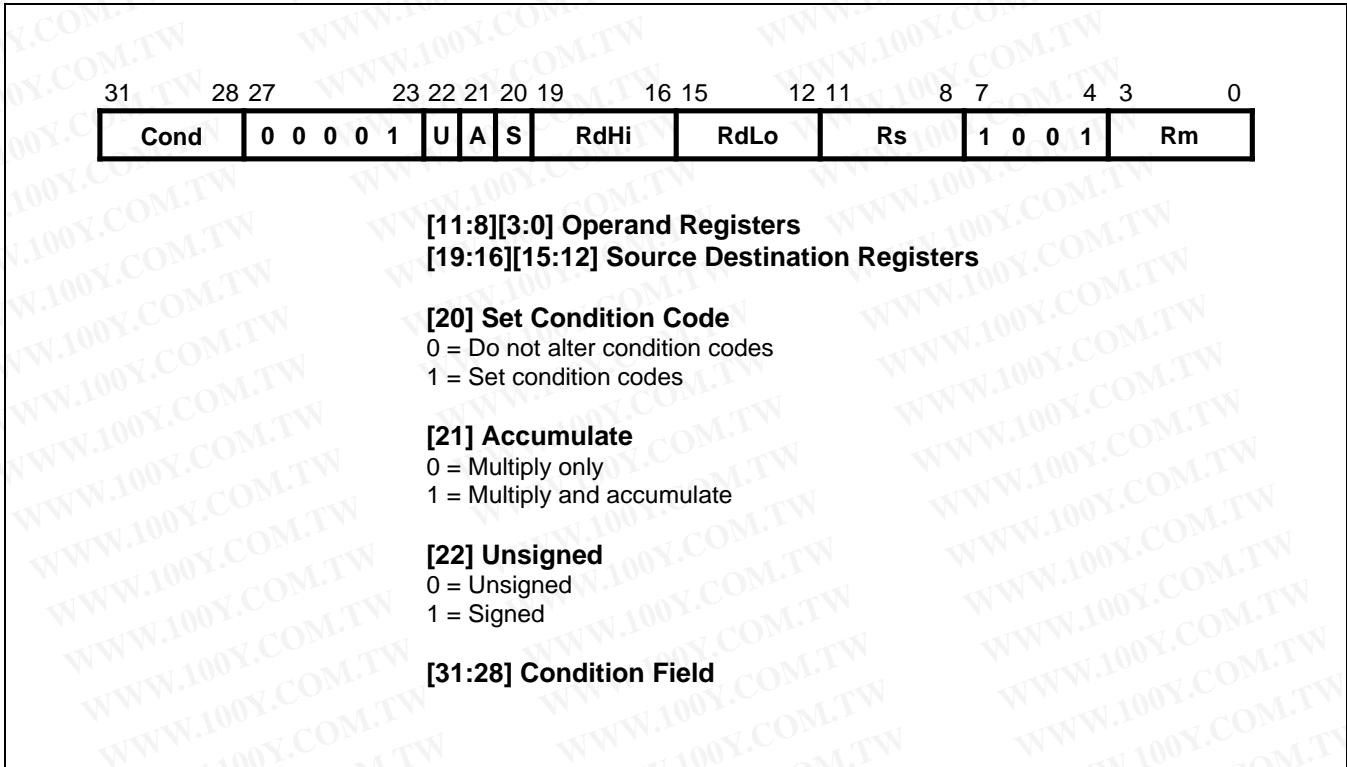 31 28 27 23 22 21 20 19 16 15 12 11 8 7 4 3 0
Cond 0 0 0 0 1 U A S RdHi RdLo Rs 1 0 0 1 Rm
[11:8][3:0] Operand Registers
[19:16][15:12] Source Destination Registers
[20] Set Condition Code
0 = Do not alter condition codes
1 = Set condition codes
[21] Accumulate
0 = Multiply only
1 = Multiply and accumulate
[22] Unsigned
0 = Unsigned
1 = Signed
[31:28] Condition Field
WWW.100Y.COM.TW